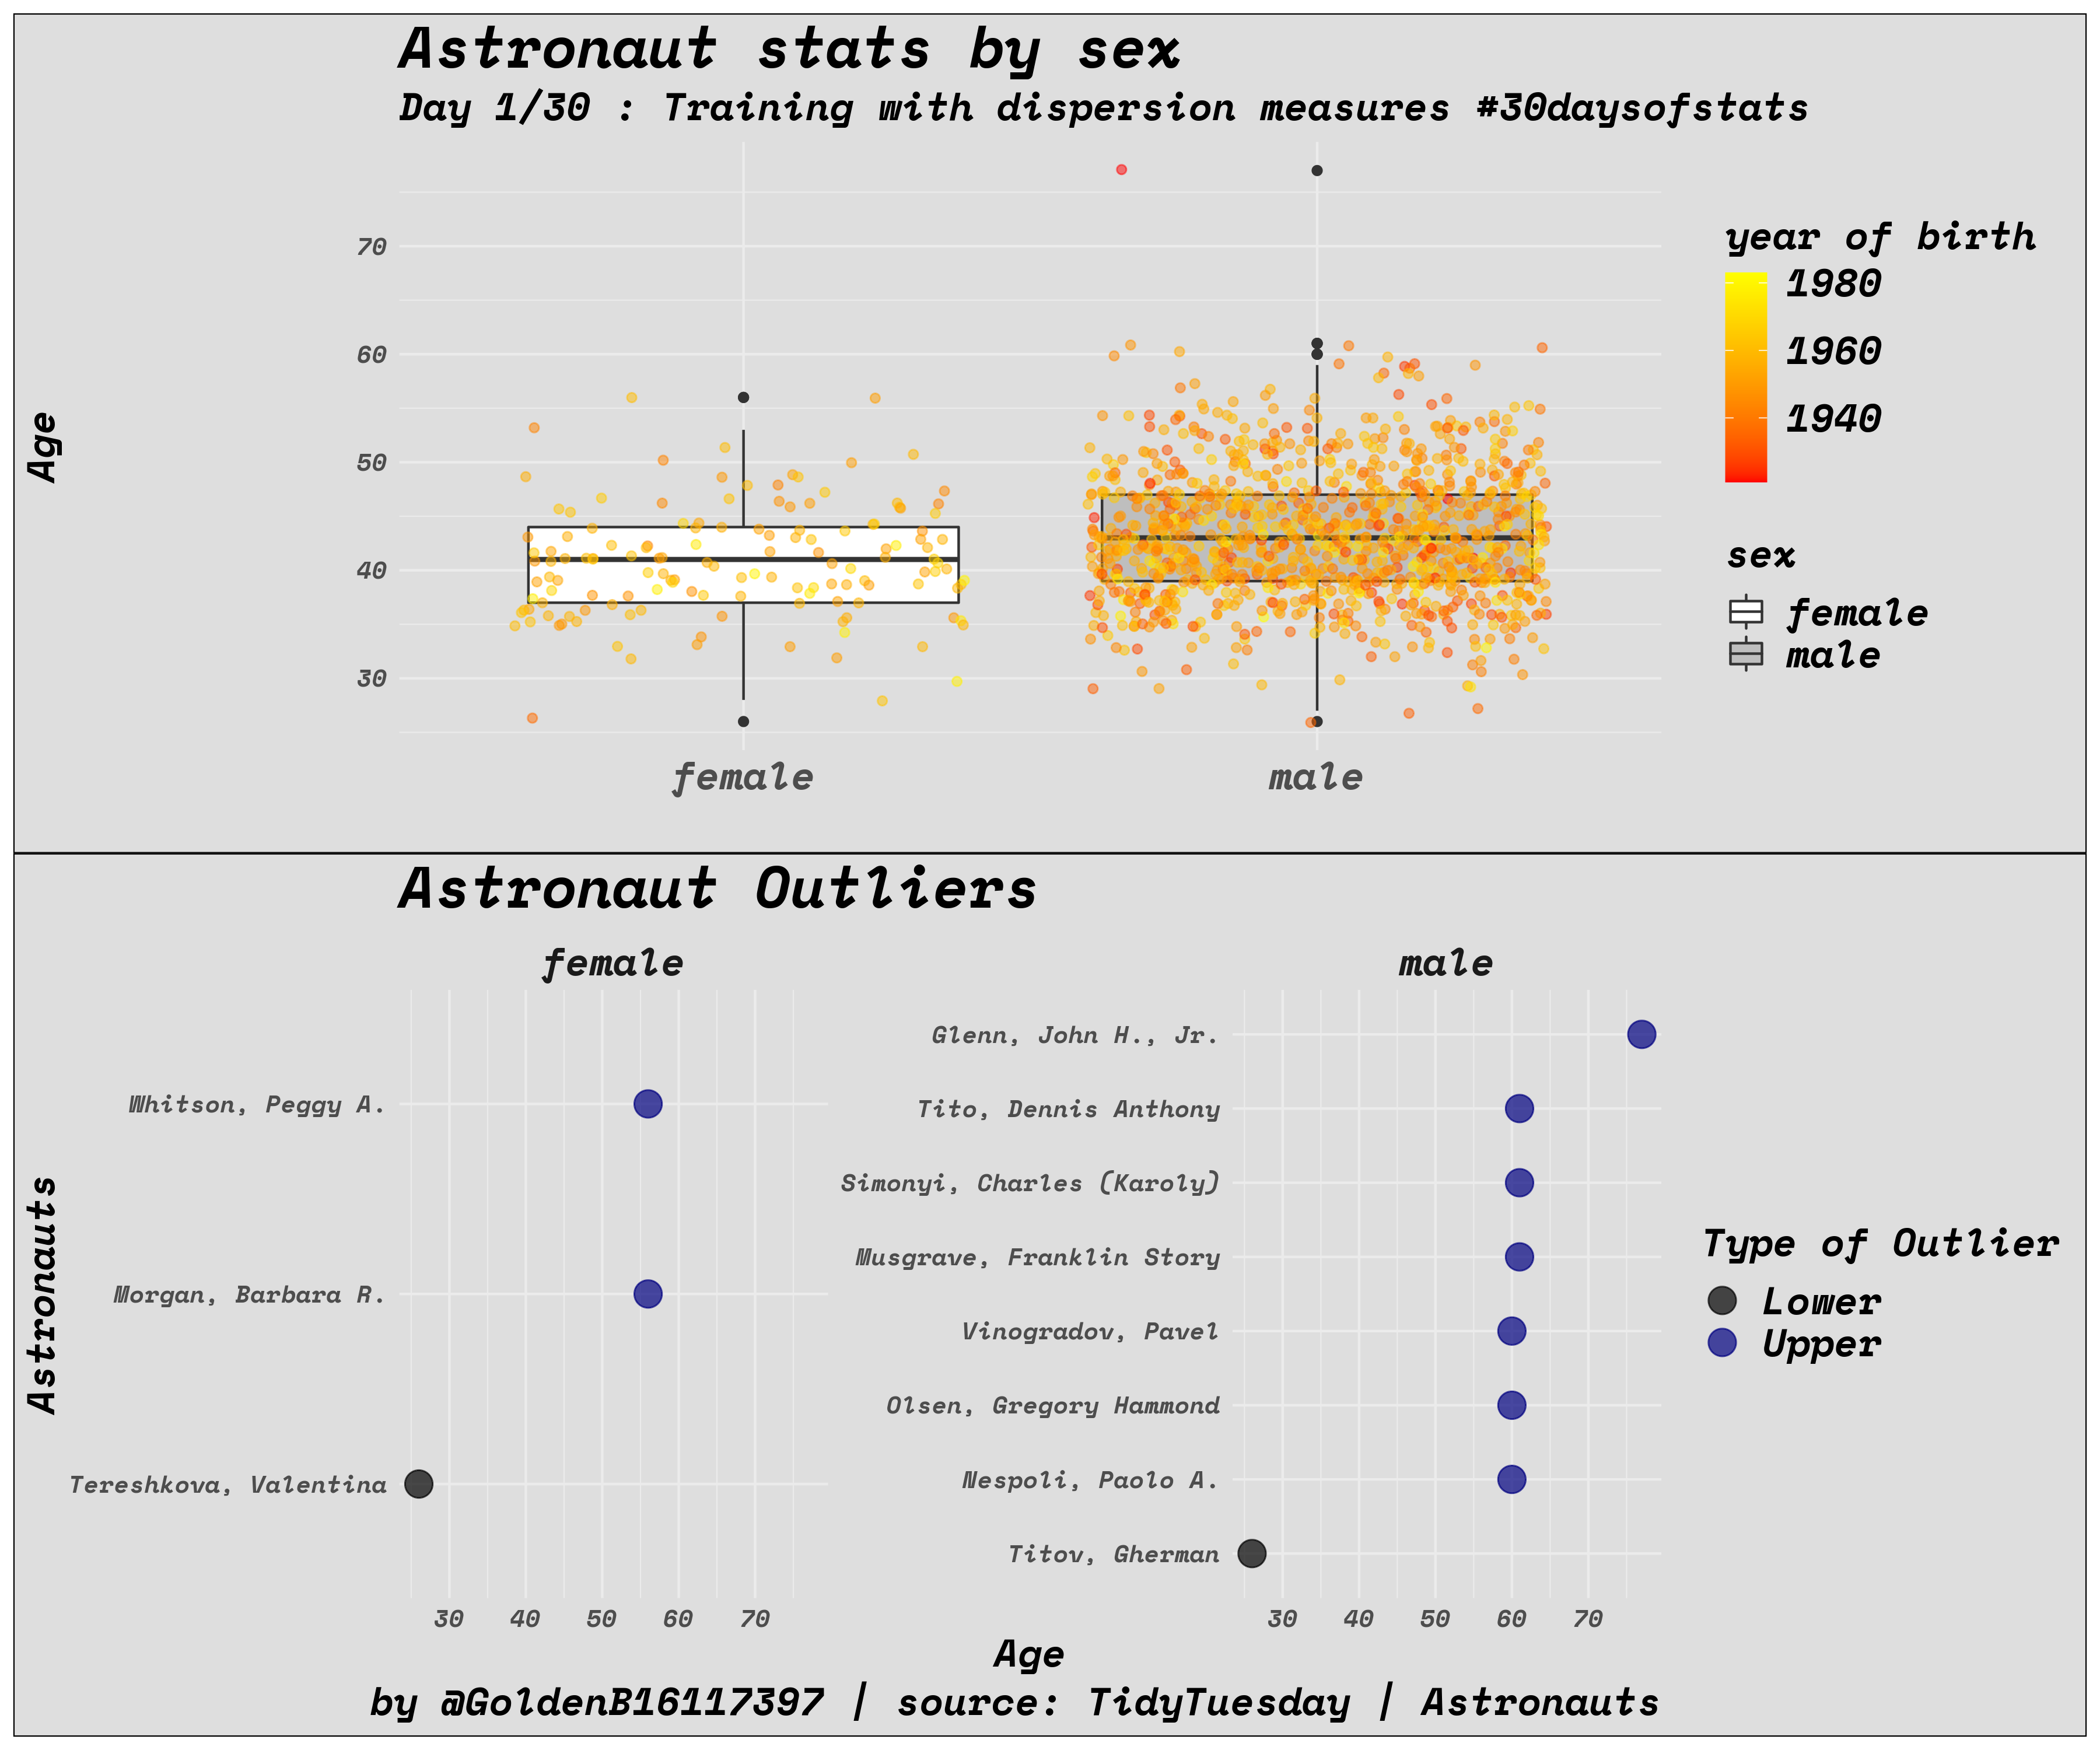 Astronaut stats by sex
Day 1/30 : Training with dispersion measures #30daysofstats
Age
70
60
50
40
30
female
male
year of birth
1980
1960
1940
sex
female
male
Astronaut Outliers
Astronauts
female
Whitson, Peggy A.
Morgan, Barbara R.
Tereshkova, Valentina
30 40 50 60 70
male
Glenn, John H., Jr.
Tito, Dennis Anthony
Simonyi, Charles (Karoly)
Musgrave, Franklin Story
Vinogradov, Pavel
Olsen, Gregory Hammond
Nespoli, Paolo A.
Titov, Gherman
30 40 50 60 70
Age
Type of Outlier
Lower
Upper
by @GoldenB16117397 | source: TidyTuesday | Astronauts